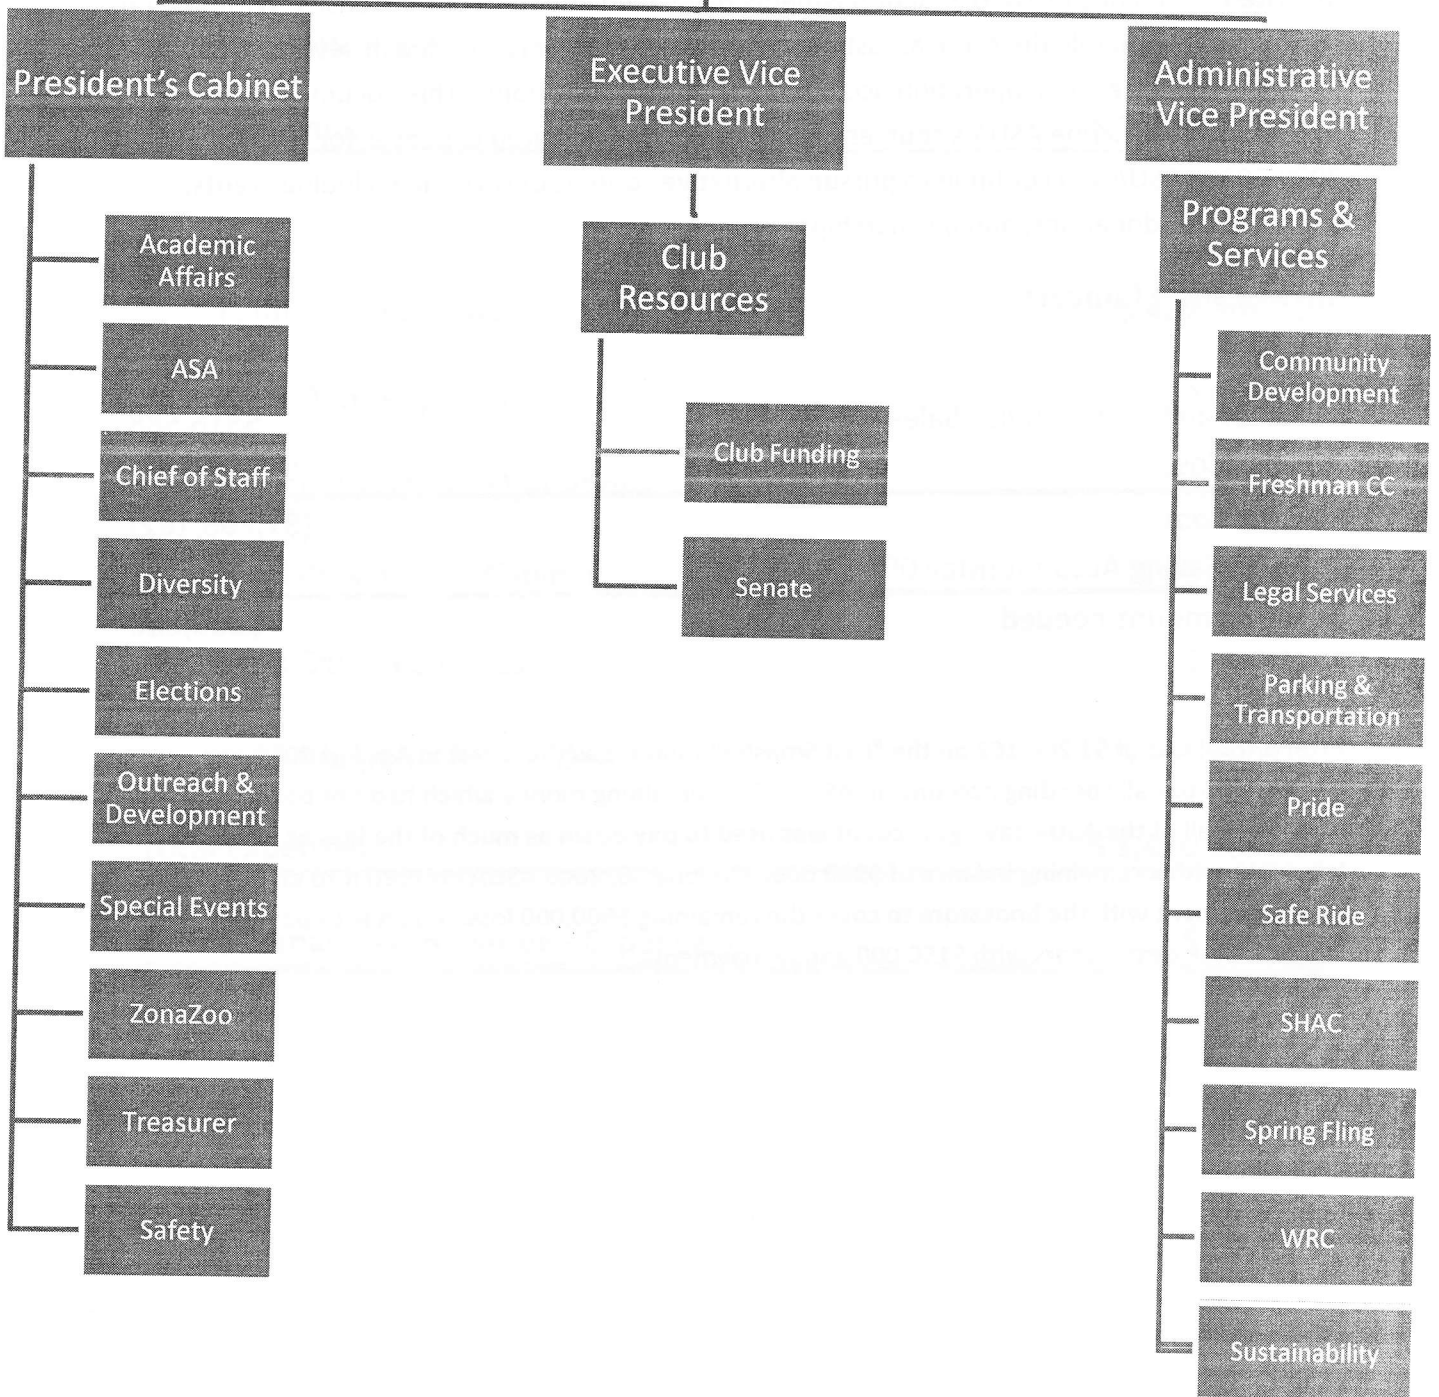 President's Cabinet
Academic
Affairs
ASA
Chief of Staff
Diversity
Elections
Outreach &
Development
Special Events
ZonaZoo
Treasurer
Safety
Executive Vice
President
Club
Resources
Club Funding
Senate
Administrative
Vice President
Programs &
Services
Community
Development
Freshman CC
Legal Services
Parking &
Transportation
Pride
Safe Ride
SHAC
Spring Fling
WRC
Sustainability